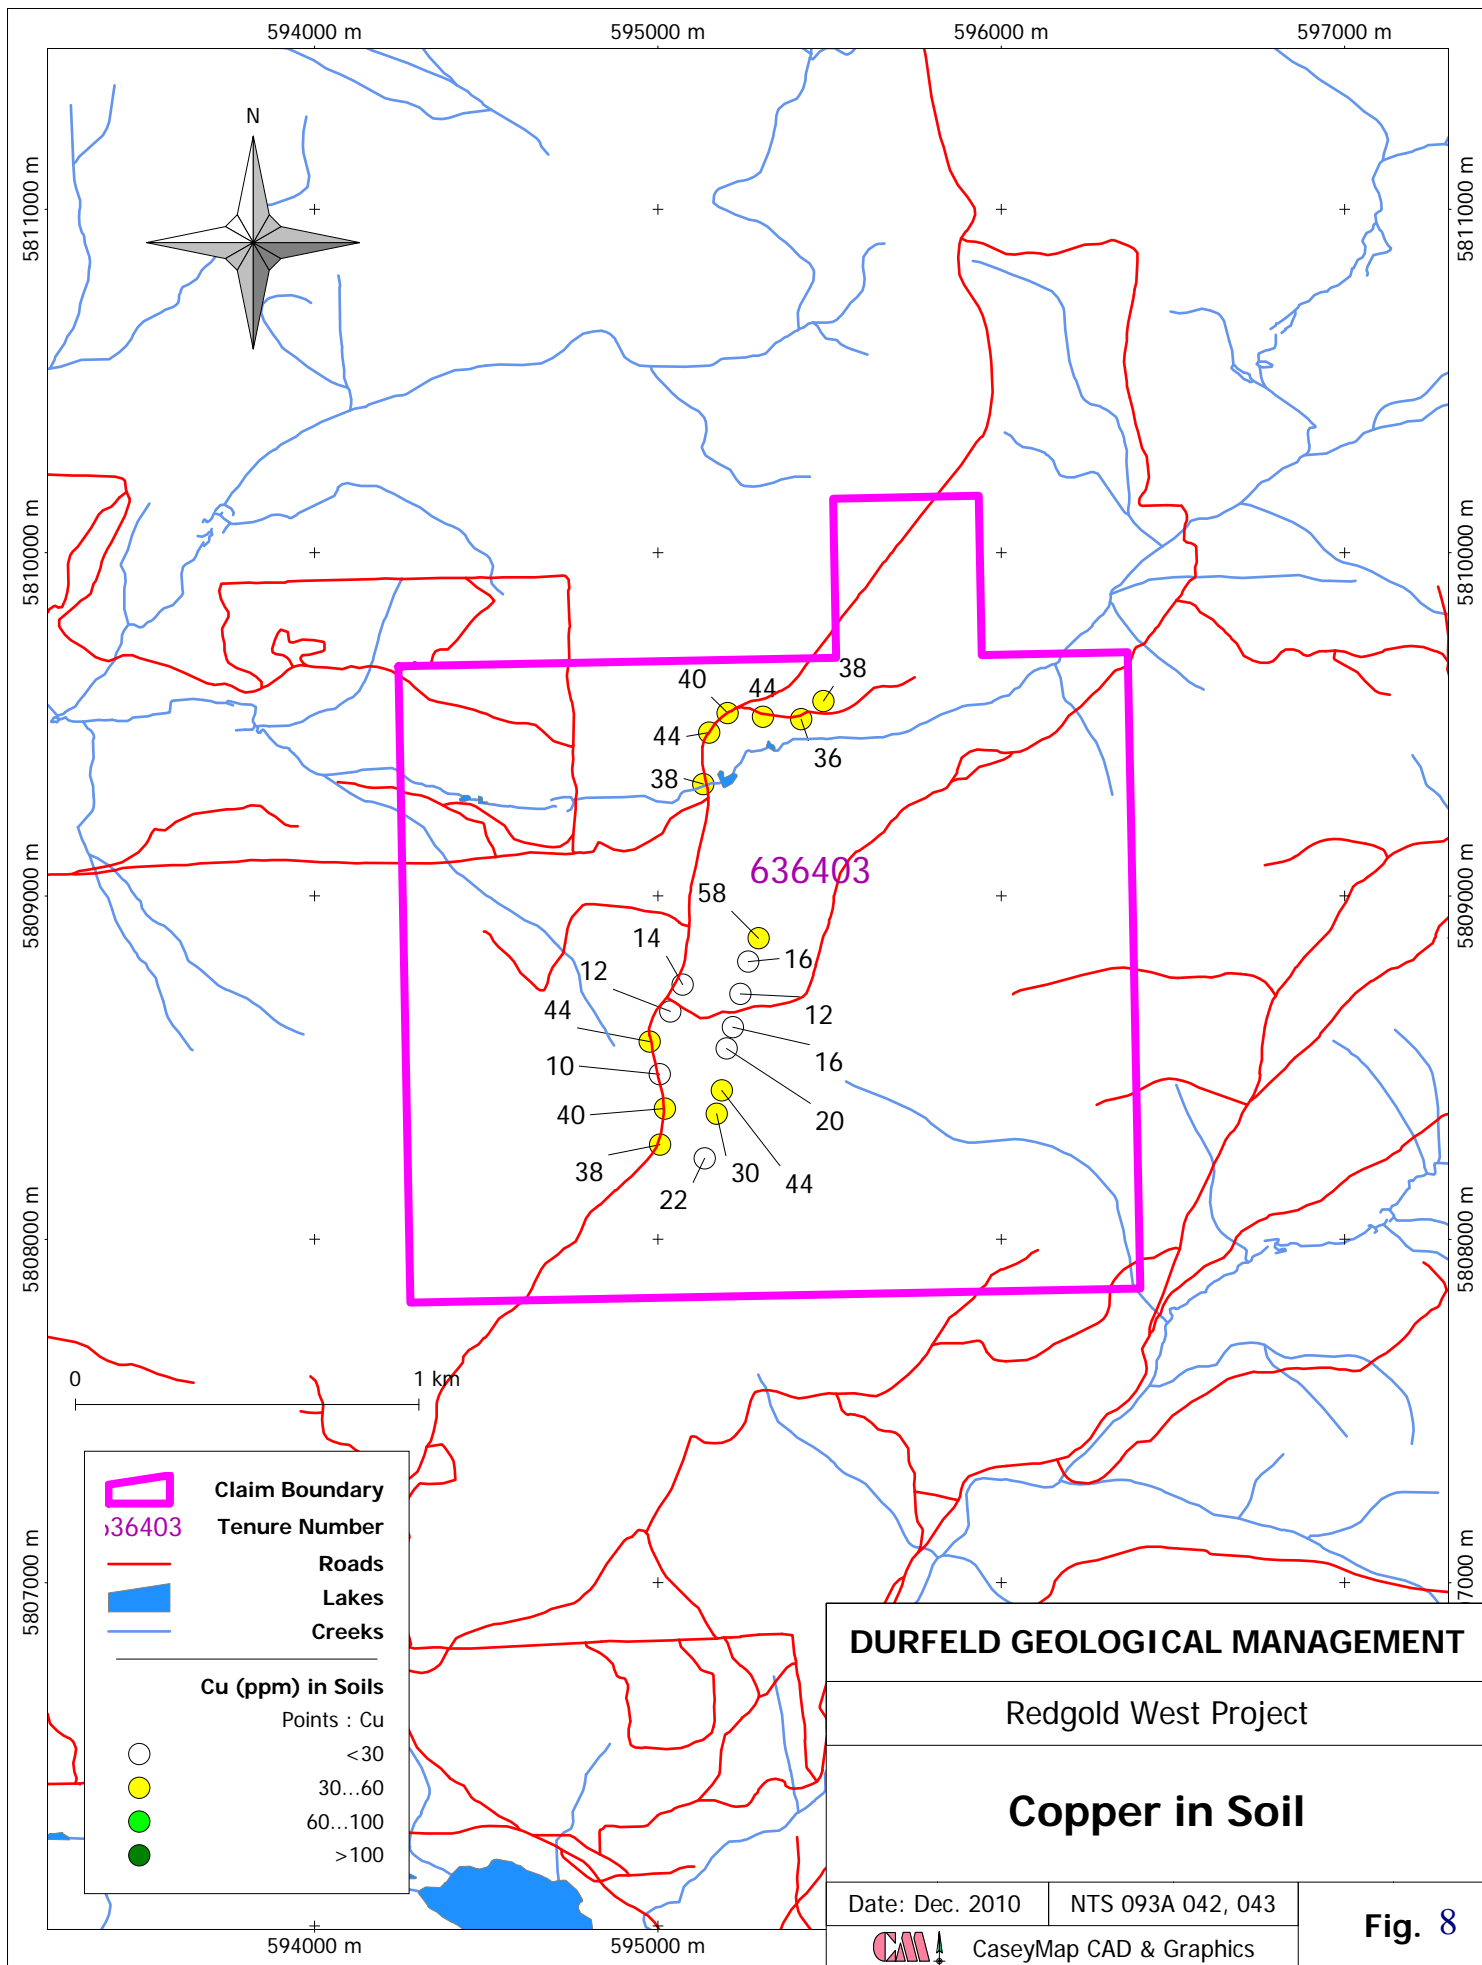 594000 m
595000 m
596000 m
597000 m
N
5811000 m
5811000 m
5810000 m
5810000 m
38
40
44
44
36
38
636403
5809000 m
5809000 m
58
14
16
12
12
44
16
10
40
20
38
30
44
22
5808000 m
5808000 m
0
1 km
Claim Boundary
636403
Tenure Number
Roads
Lakes
Creeks
Cu (ppm) in Soils
Points : Cu
<30
30...60
60...100
>100
5807000 m
07000 m
DURFELD GEOLOGICAL MANAGEMENT
Redgold West Project
Copper in Soil
Date: Dec. 2010
NTS 093A 042, 043
Fig. 8
CM
CaseyMap CAD & Graphics
594000 m
595000 m